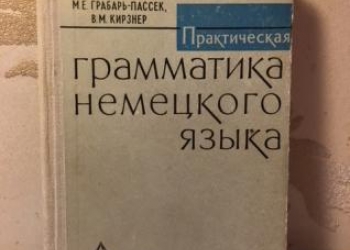 М.Е. ГРАБАРЬ-ПАССЕК,
В.М. КИРЗНЕР
Практическая
грамматика
немецкого
языка